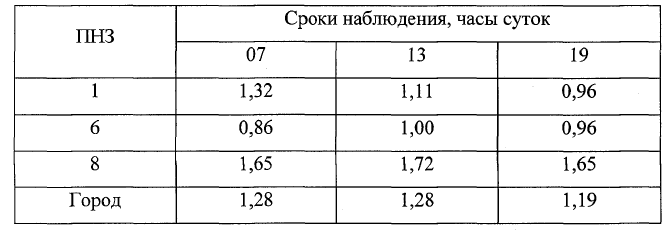 ПНЗ Сроки наблюдения, часы суток
07 13 19
1 1,32 1,11 0,96
6 0,86 1,00 0,96
8 1,65 1,72 1,65
Город 1,28 1,28 1,19